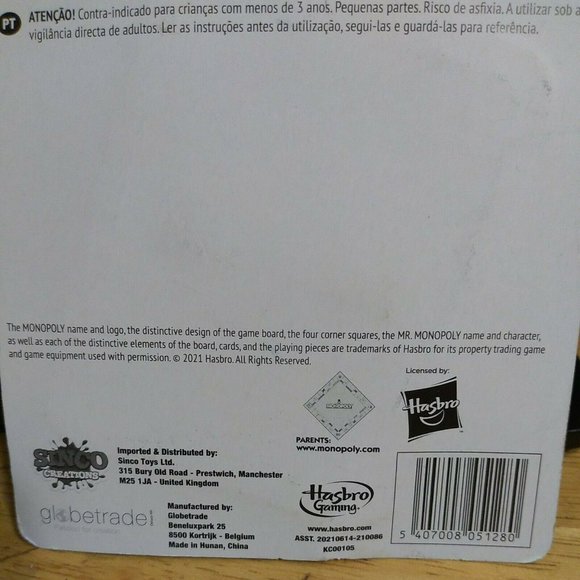 PT ATENÇÃO! Contra-indicado para crianças com menos de 3 anos. Pequenas partes. Risco de asfixia. A utilizar sob a
vigilância directa de adultos. Ler as instruções antes da utilização, segui-las e guardá-las para referência.
The MONOPOLY name and logo, the distinctive design of the game board, the four corner squares, the MR. MONOPOLY name and character,
as well as each of the distinctive elements of the board, cards, and the playing pieces are trademarks of Hasbro for its property trading game
and game equipment used with permission. © 2021 Hasbro. All Rights Reserved.
Licensed by:
Hasbro
MONOPOLY
PARENTS:
www.monopoly.com
SINCO
CREATIONS
Imported & Distributed by:
Sinco Toys Ltd.
315 Bury Old Road - Prestwich, Manchester
M25 1JA - United Kingdom
globetrade
Manufactured by:
Globetrade
Beneluxpark 25
8500 Kortrijk - Belgium
Made in Hunan, China
Hasbro
Gaming
www.hasbro.com
ASST. 20210614-210086
KC00105
5 407008 051280